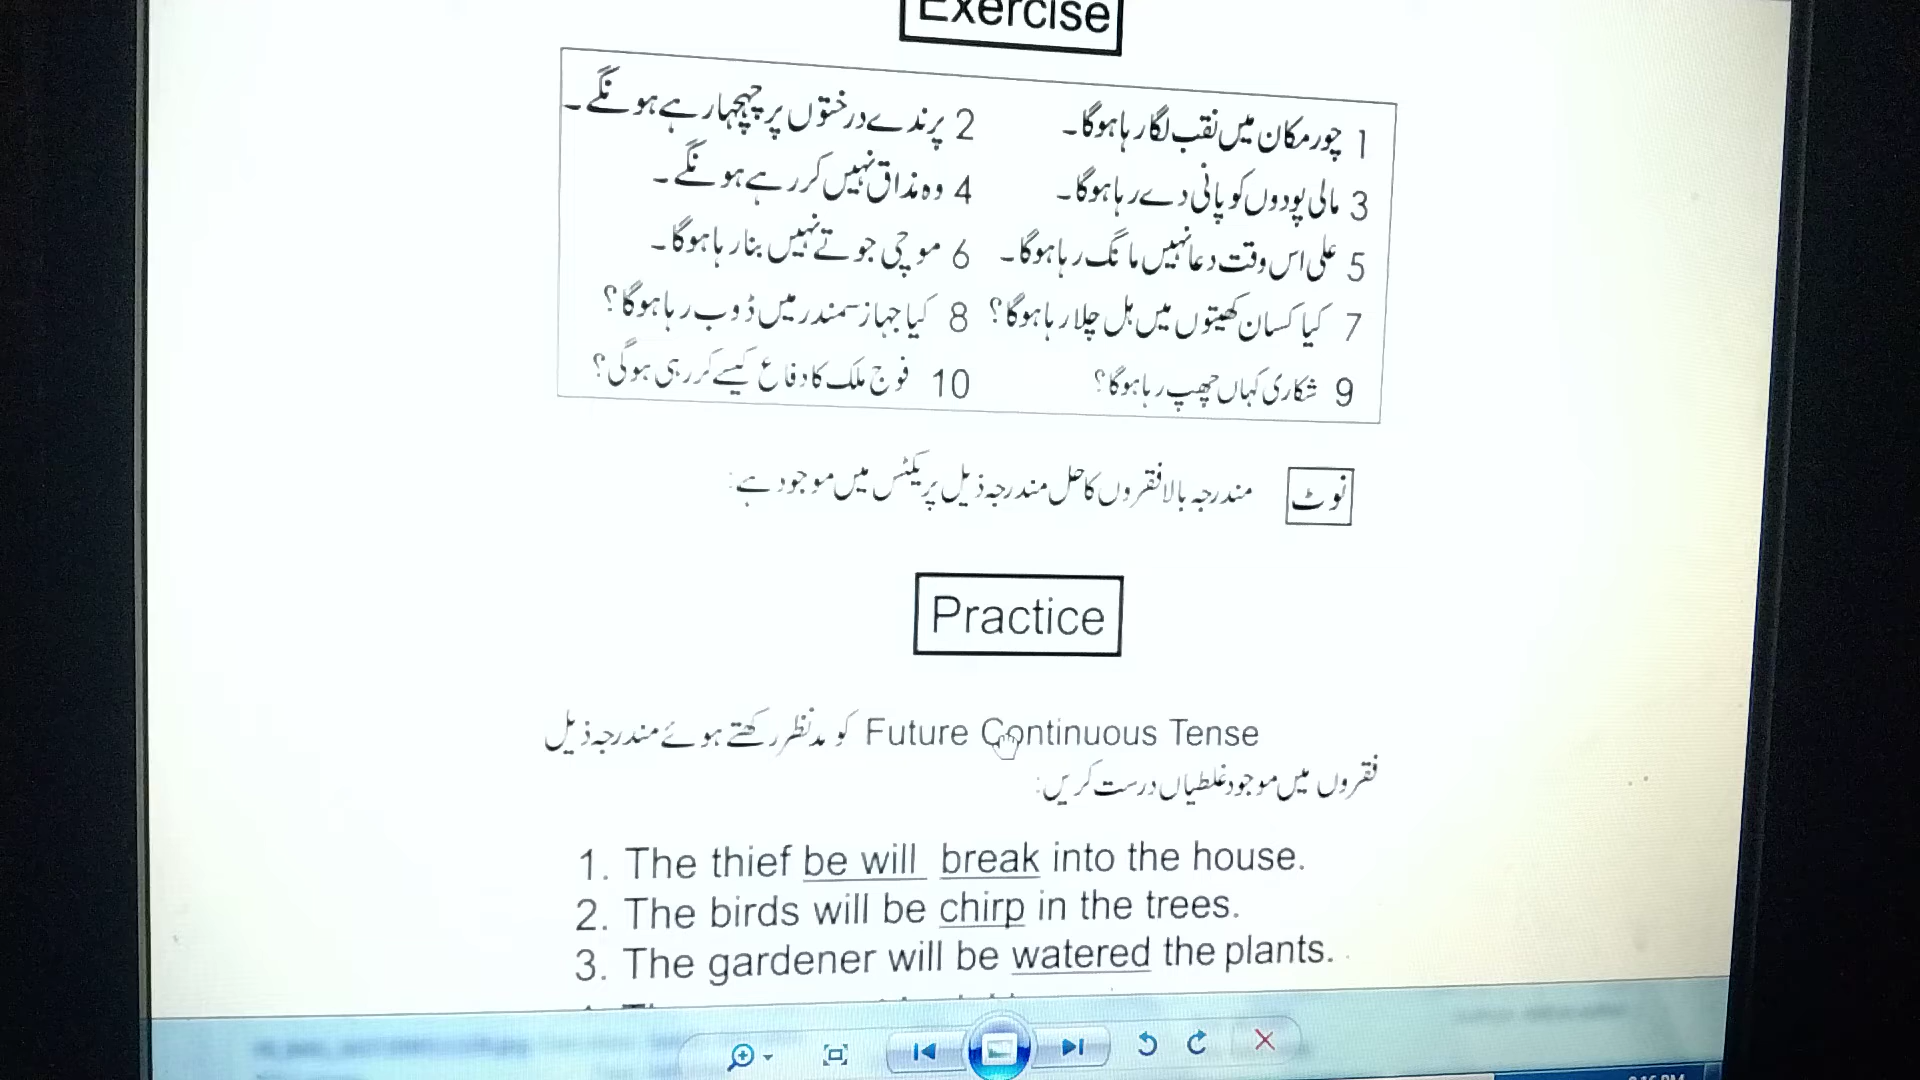 Exercise
1 چور مکان میں نقب لگا رہا ہوگا۔ 2 پرندے درختوں پر چہچہا رہے ہونگے۔
3 مالی پودوں کو پانی دے رہا ہوگا۔ 4 وہ مذاق نہیں کر رہے ہونگے۔
5 علی اس وقت دعا نہیں مانگ رہا ہوگا۔ 6 موچی جوتے نہیں بنا رہا ہوگا۔
7 کیا کسان کھیتوں میں ہل چلا رہا ہوگا؟ 8 کیا جہاز سمندر میں ڈوب رہا ہوگا؟
9 شکاری کہاں چھپ رہا ہوگا؟ 10 فوج ملک کا دفاع کیسے کر رہی ہوگی؟
نوٹ مندرجہ بالا فقروں کا حل مندرجہ ذیل پریکٹس میں موجود ہے:
Practice
Future Continuous Tense کو مدنظر رکھتے ہوئے مندرجہ ذیل
فقروں میں موجود غلطیاں درست کریں:
1. The thief be will break into the house.
2. The birds will be chirp in the trees.
3. The gardener will be watered the plants.